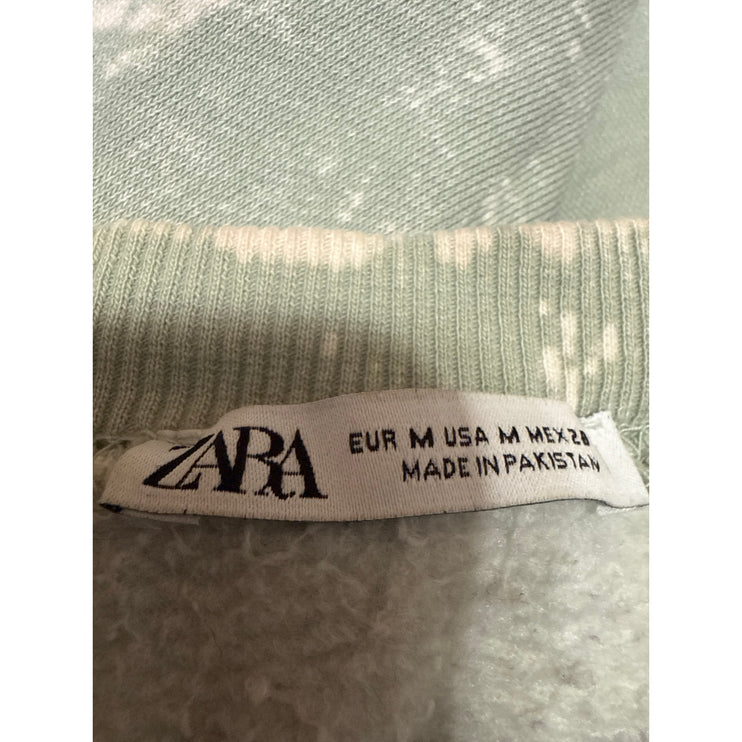 ZARA
EUR M USA M MEX 28
MADE IN PAKISTAN